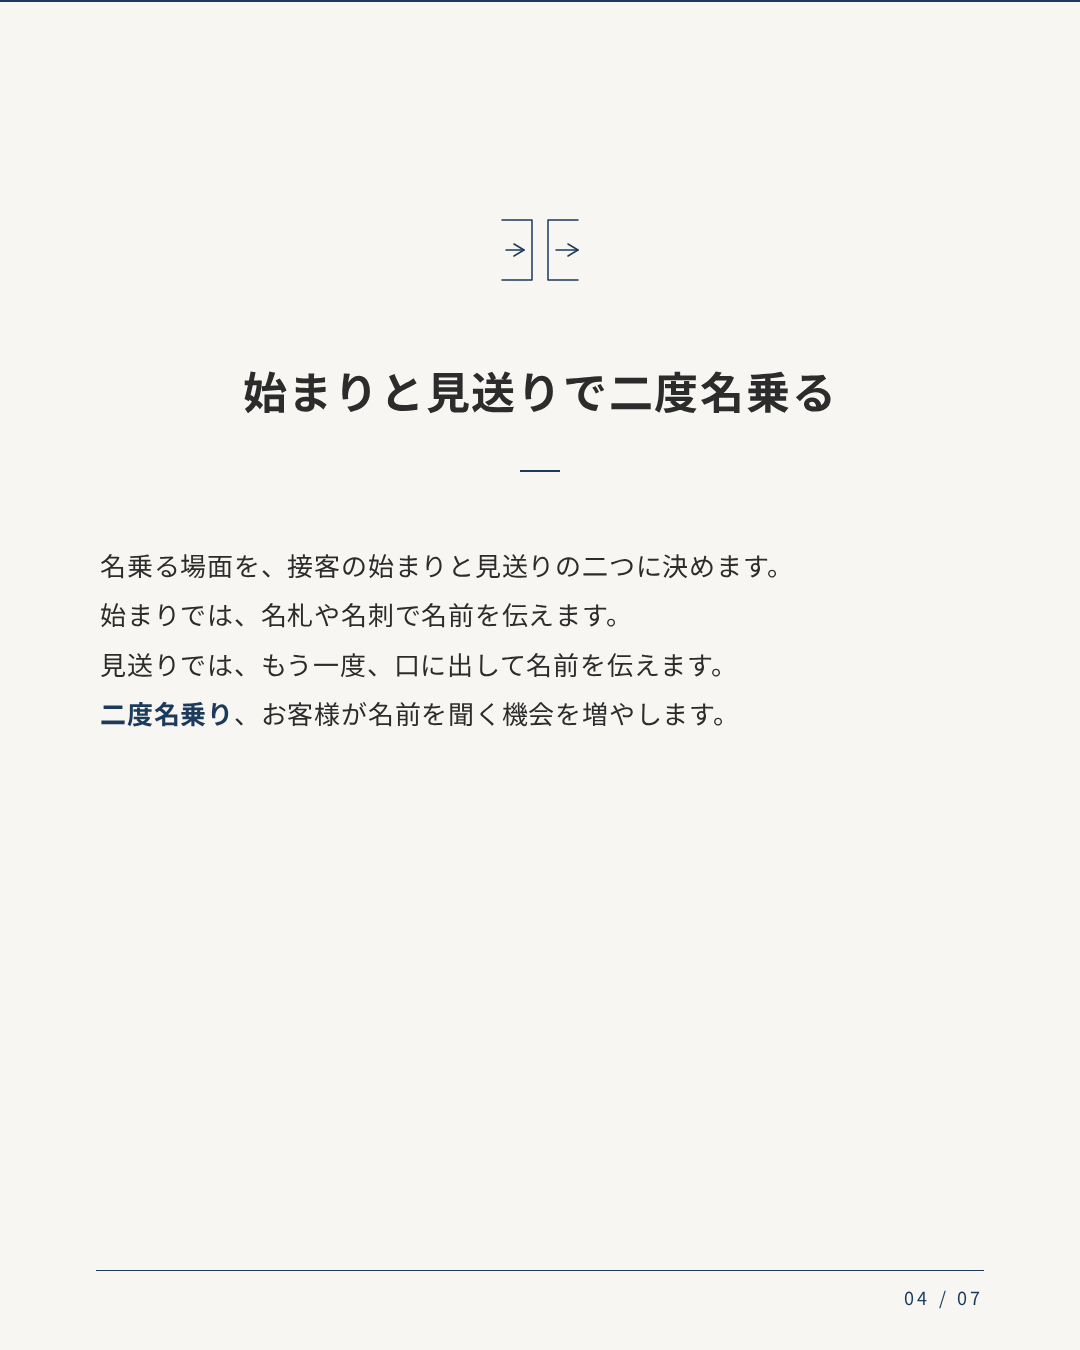 始まりと見送りで二度名乗る
名乗る場面を、接客の始まりと見送りの二つに決めます。
始まりでは、名札や名刺で名前を伝えます。
見送りでは、もう一度、口に出して名前を伝えます。
二度名乗り、お客様が名前を聞く機会を増やします。
04 / 07